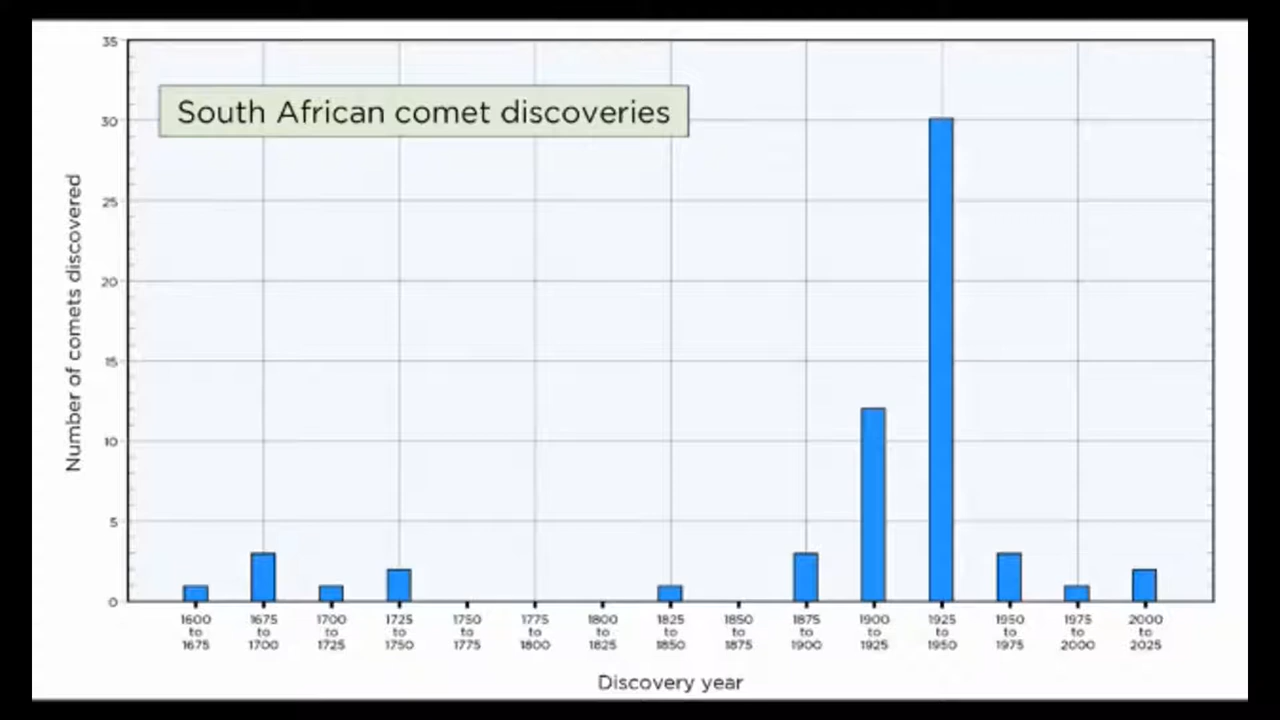 South African comet discoveries
Number of comets discovered
35
30
25
20
15
10
5
0
1600 to 1675
1675 to 1700
1700 to 1725
1725 to 1750
1750 to 1775
1775 to 1800
1800 to 1825
1825 to 1850
1850 to 1875
1875 to 1900
1900 to 1925
1925 to 1950
1950 to 1975
1975 to 2000
2000 to 2025
Discovery year